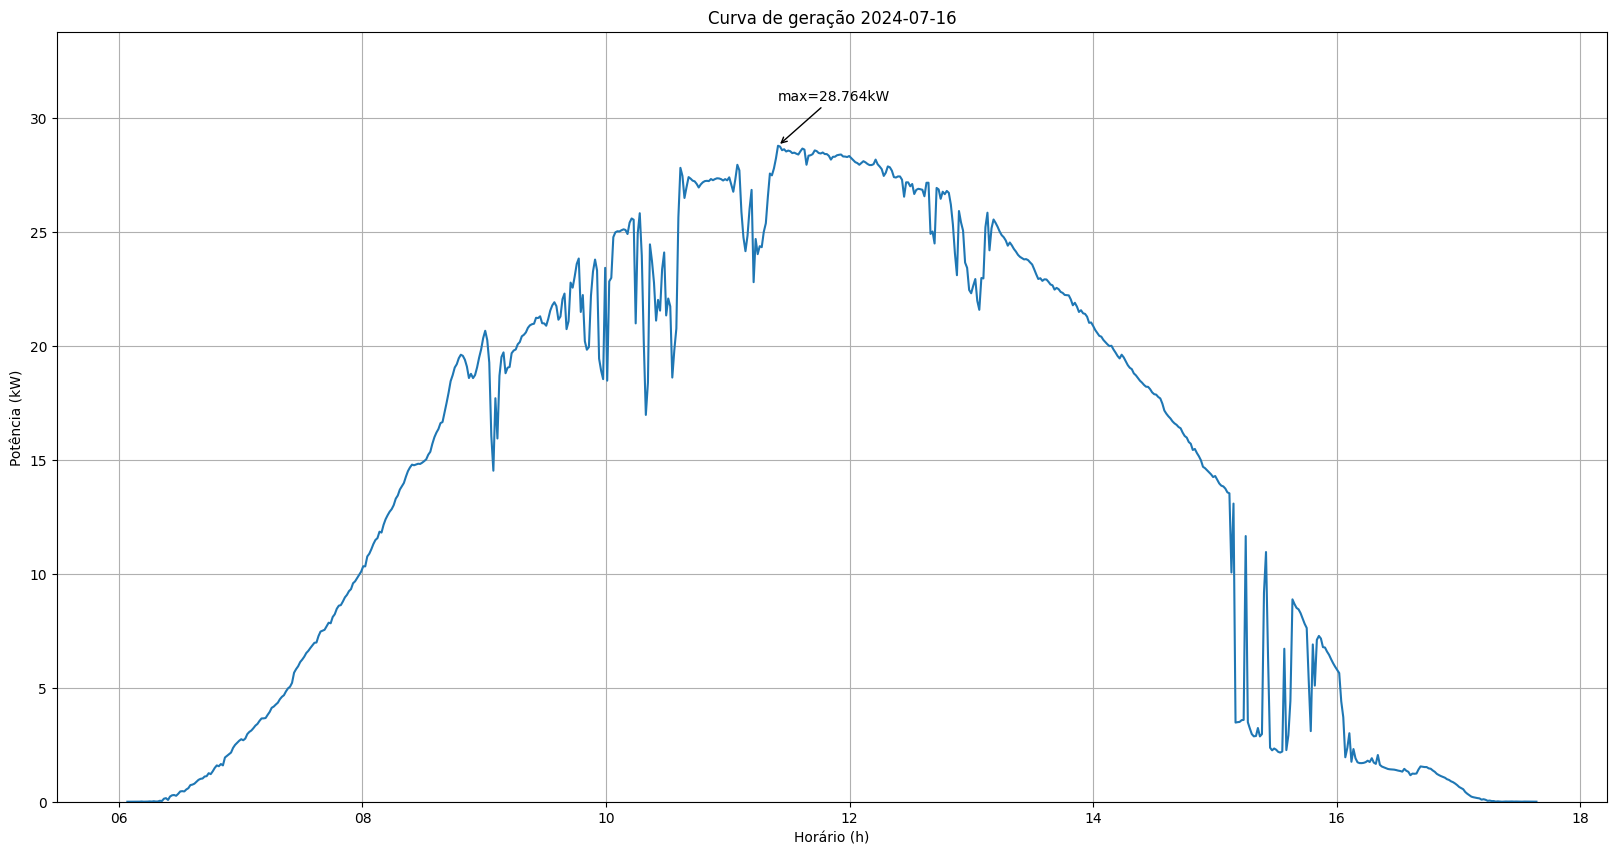 Curva de geração 2024-07-16
max=28.764kW
30
25
20
15
10
5
0
Potência (kW)
06 08 10 12 14 16 18
Horário (h)